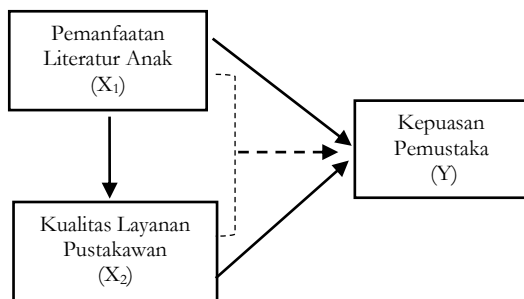 Pemanfaatan
Literatur Anak
(X₁)
Kepuasan
Pemustaka
(Y)
Kualitas Layanan
Pustakawan
(X₂)